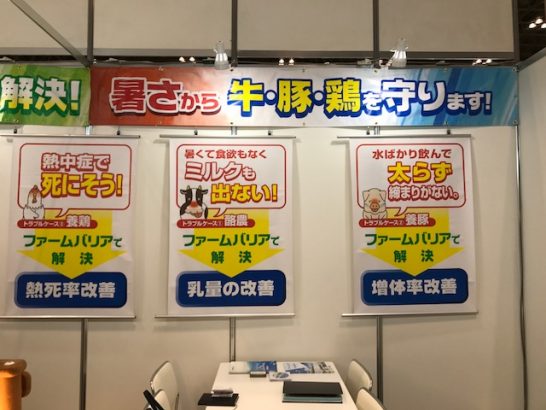 解決!
暑さから牛・豚・鶏を守ります!
熱中症で
死にそう!
トラブルケース③ 養鶏
ファームバリアで
解決
熱死率改善
暑くて食欲もなく
ミルクも
出ない!
トラブルケース① 酪農
ファームバリアで
解決
乳量の改善
水ばかり飲んで
太らず
締まりがない。
トラブルケース② 養豚
ファームバリアで
解決
増体率改善